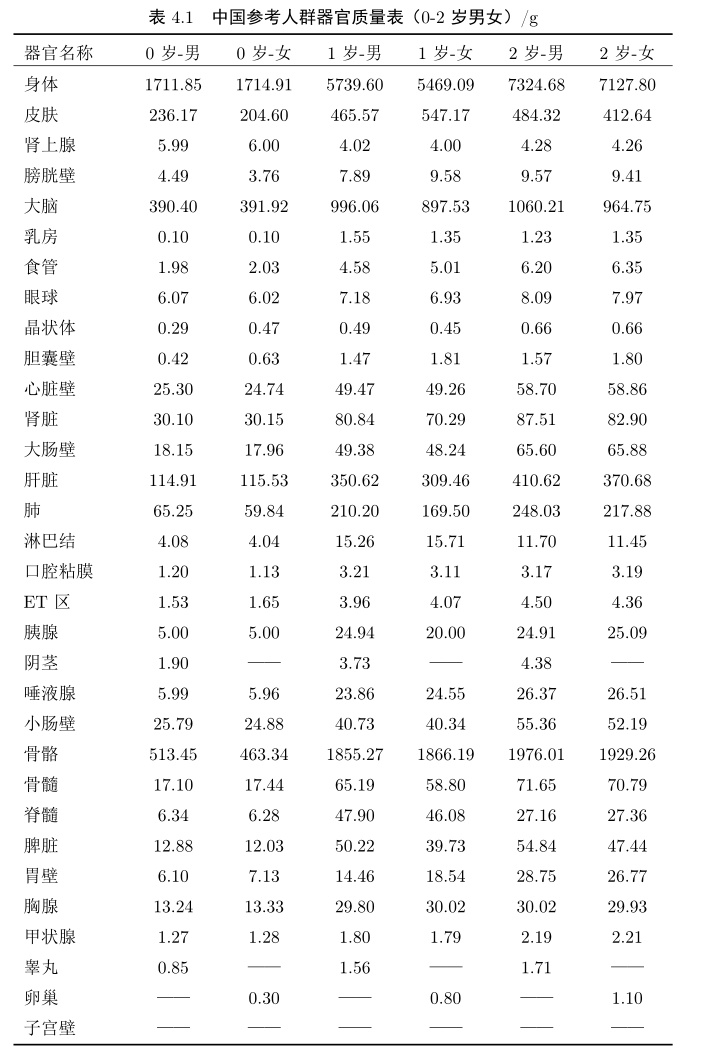 表 4.1 中国参考人群器官质量表（0-2 岁男女）/g
器官名称 0 岁-男 0 岁-女 1 岁-男 1 岁-女 2 岁-男 2 岁-女
身体 1711.85 1714.91 5739.60 5469.09 7324.68 7127.80
皮肤 236.17 204.60 465.57 547.17 484.32 412.64
肾上腺 5.99 6.00 4.02 4.00 4.28 4.26
膀胱壁 4.49 3.76 7.89 9.58 9.57 9.41
大脑 390.40 391.92 996.06 897.53 1060.21 964.75
乳房 0.10 0.10 1.55 1.35 1.23 1.35
食管 1.98 2.03 4.58 5.01 6.20 6.35
眼球 6.07 6.02 7.18 6.93 8.09 7.97
晶状体 0.29 0.47 0.49 0.45 0.66 0.66
胆囊壁 0.42 0.63 1.47 1.81 1.57 1.80
心脏壁 25.30 24.74 49.47 49.26 58.70 58.86
肾脏 30.10 30.15 80.84 70.29 87.51 82.90
大肠壁 18.15 17.96 49.38 48.24 65.60 65.88
肝脏 114.91 115.53 350.62 309.46 410.62 370.68
肺 65.25 59.84 210.20 169.50 248.03 217.88
淋巴结 4.08 4.04 15.26 15.71 11.70 11.45
口腔粘膜 1.20 1.13 3.21 3.11 3.17 3.19
ET 区 1.53 1.65 3.96 4.07 4.50 4.36
胰腺 5.00 5.00 24.94 20.00 24.91 25.09
阴茎 1.90 —— 3.73 —— 4.38 ——
唾液腺 5.99 5.96 23.86 24.55 26.37 26.51
小肠壁 25.79 24.88 40.73 40.34 55.36 52.19
骨骼 513.45 463.34 1855.27 1866.19 1976.01 1929.26
骨髓 17.10 17.44 65.19 58.80 71.65 70.79
脊髓 6.34 6.28 47.90 46.08 27.16 27.36
脾脏 12.88 12.03 50.22 39.73 54.84 47.44
胃壁 6.10 7.13 14.46 18.54 28.75 26.77
胸腺 13.24 13.33 29.80 30.02 30.02 29.93
甲状腺 1.27 1.28 1.80 1.79 2.19 2.21
睾丸 0.85 —— 1.56 —— 1.71 ——
卵巢 —— 0.30 —— 0.80 —— 1.10
子宫壁 —— —— —— —— —— ——